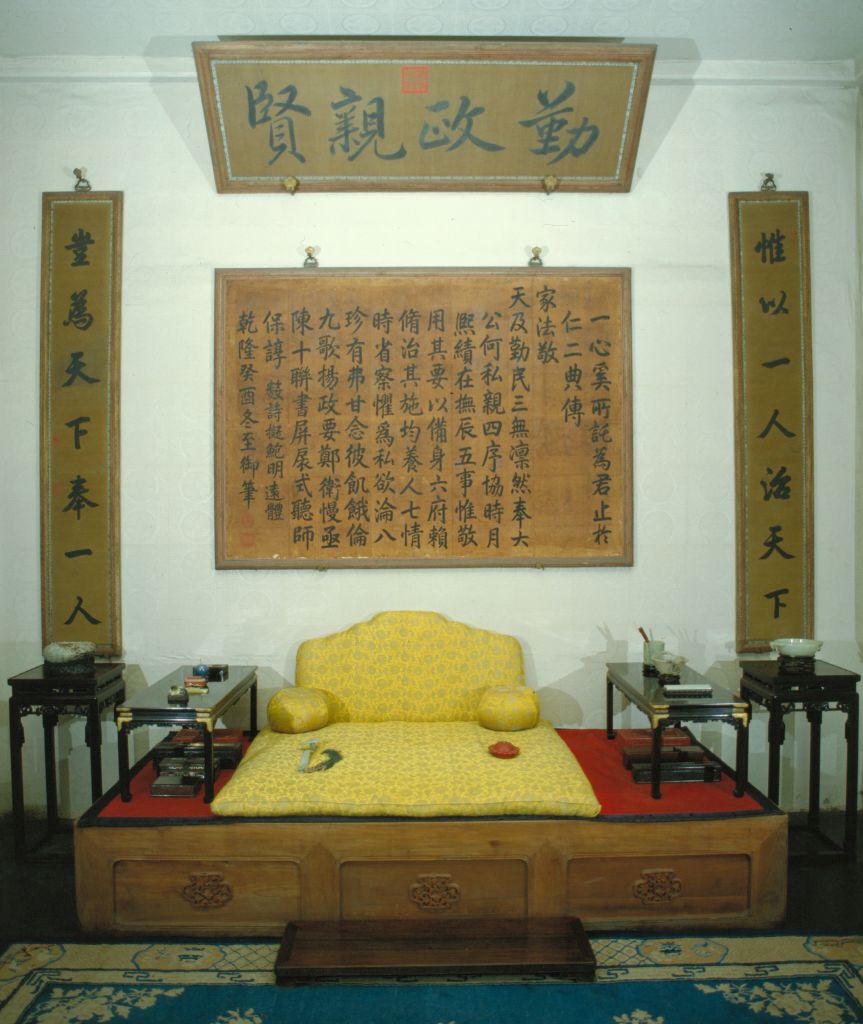 勤政親賢
惟以一人治天下
一心奚所託為君止於
仁二典傳
家法敬
天及勤民三無凛然奉大
公何私親四序協時月
熙績在撫辰五事惟敬
用其要以備身六府賴
脩治其施均養人七情
時省察懼爲私欲淪八
珍有弗甘念彼飢餓倫
九歌揚政要鄭衛慢亟
陳十聯書屏扆式聽師
保諄 數詩擬鮑明遠體
乾隆癸酉冬至御筆
豈為天下奉一人